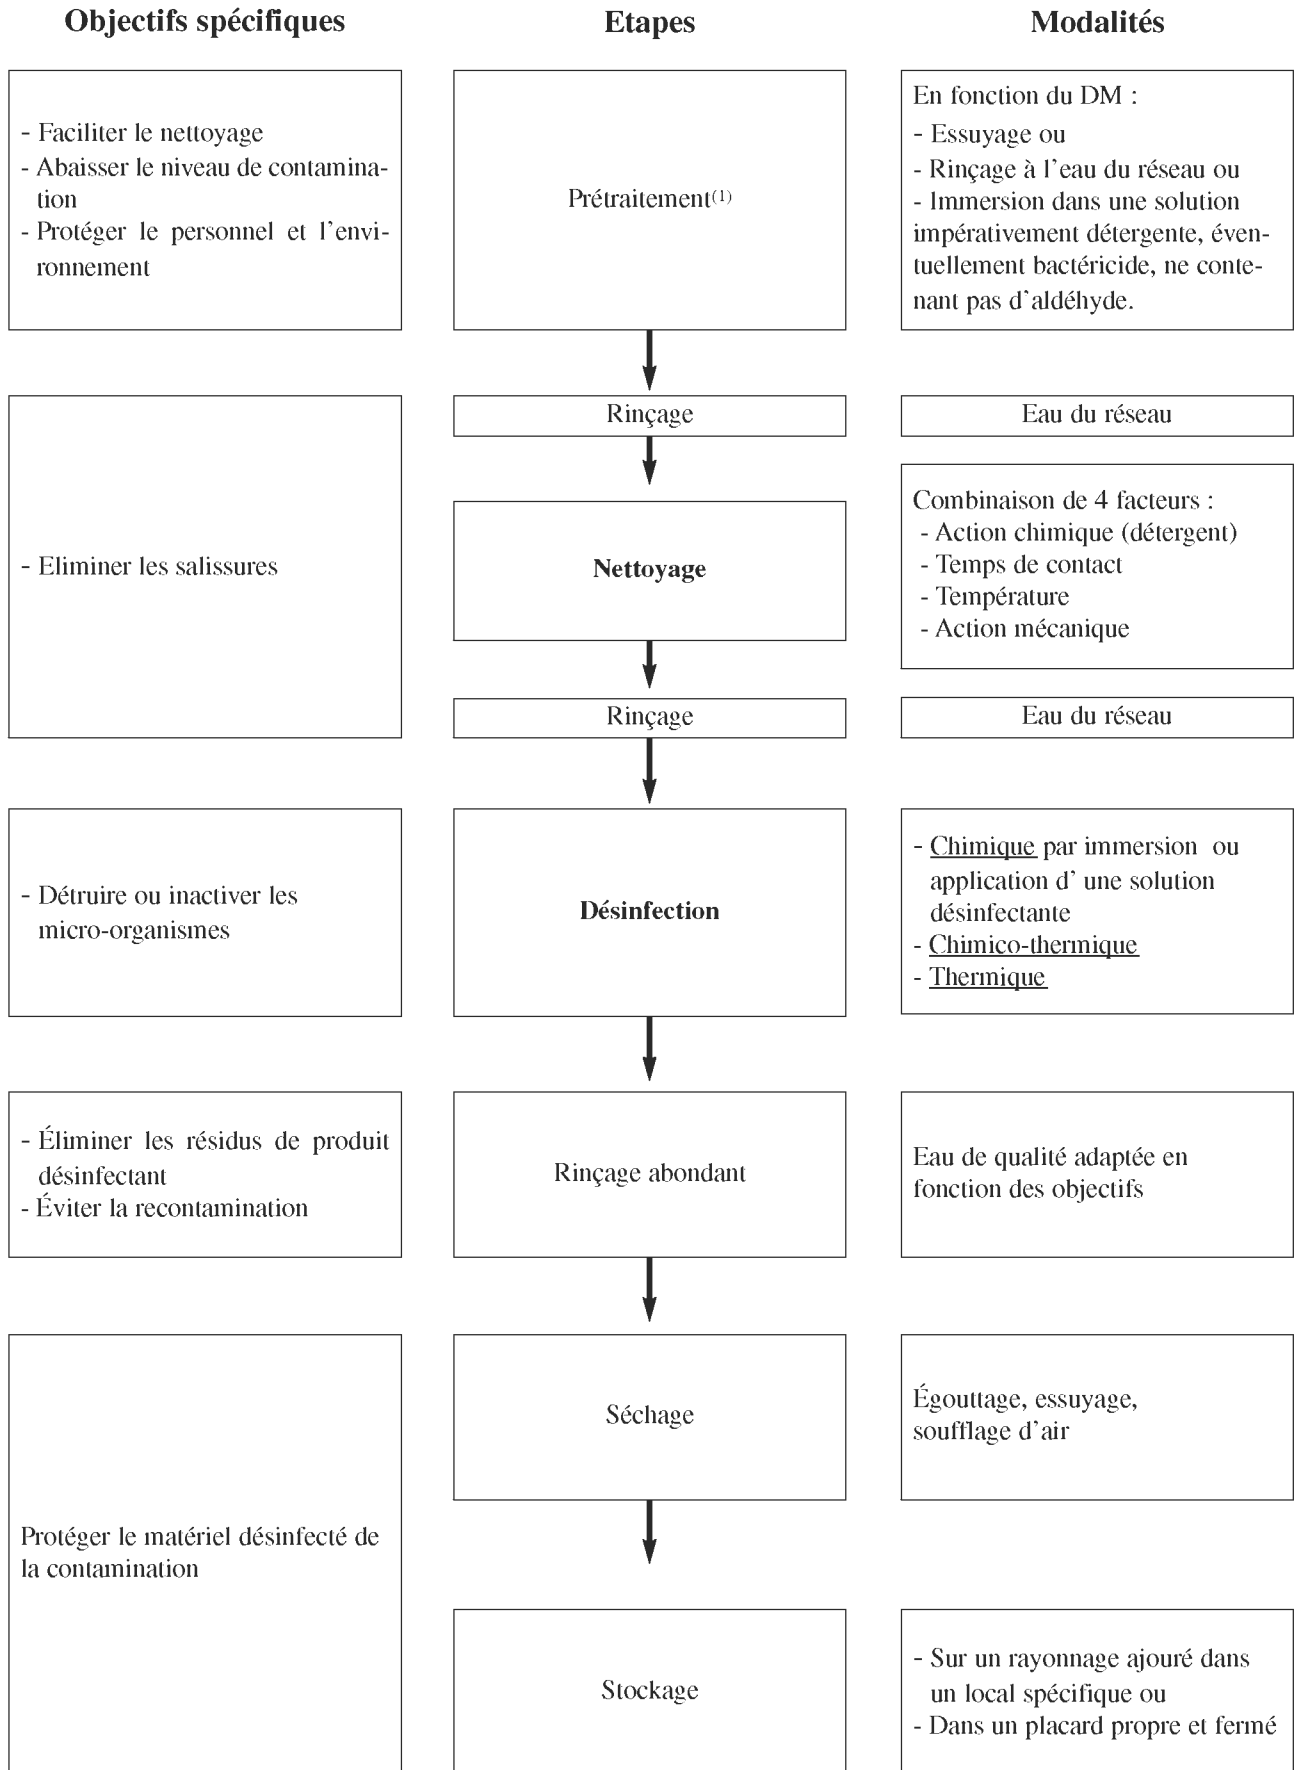 Objectifs spécifiques
Etapes
Modalités
- Faciliter le nettoyage
- Abaisser le niveau de contamina-
tion
- Protéger le personnel et l'envi-
ronnement
Prétraitement(1)
En fonction du DM :
- Essuyage ou
- Rinçage à l'eau du réseau ou
- Immersion dans une solution
impérativement détergente, éven-
tuellement bactéricide, ne conte-
nant pas d'aldéhyde.
- Eliminer les salissures
Rinçage
Eau du réseau
Nettoyage
Combinaison de 4 facteurs :
- Action chimique (détergent)
- Temps de contact
- Température
- Action mécanique
Rinçage
Eau du réseau
- Détruire ou inactiver les
micro-organismes
Désinfection
- Chimique par immersion ou
application d' une solution
désinfectante
- Chimico-thermique
- Thermique
- Éliminer les résidus de produit
désinfectant
- Éviter la recontamination
Rinçage abondant
Eau de qualité adaptée en
fonction des objectifs
Protéger le matériel désinfecté de
la contamination
Séchage
Égouttage, essuyage,
soufflage d'air
Stockage
- Sur un rayonnage ajouré dans
un local spécifique ou
- Dans un placard propre et fermé